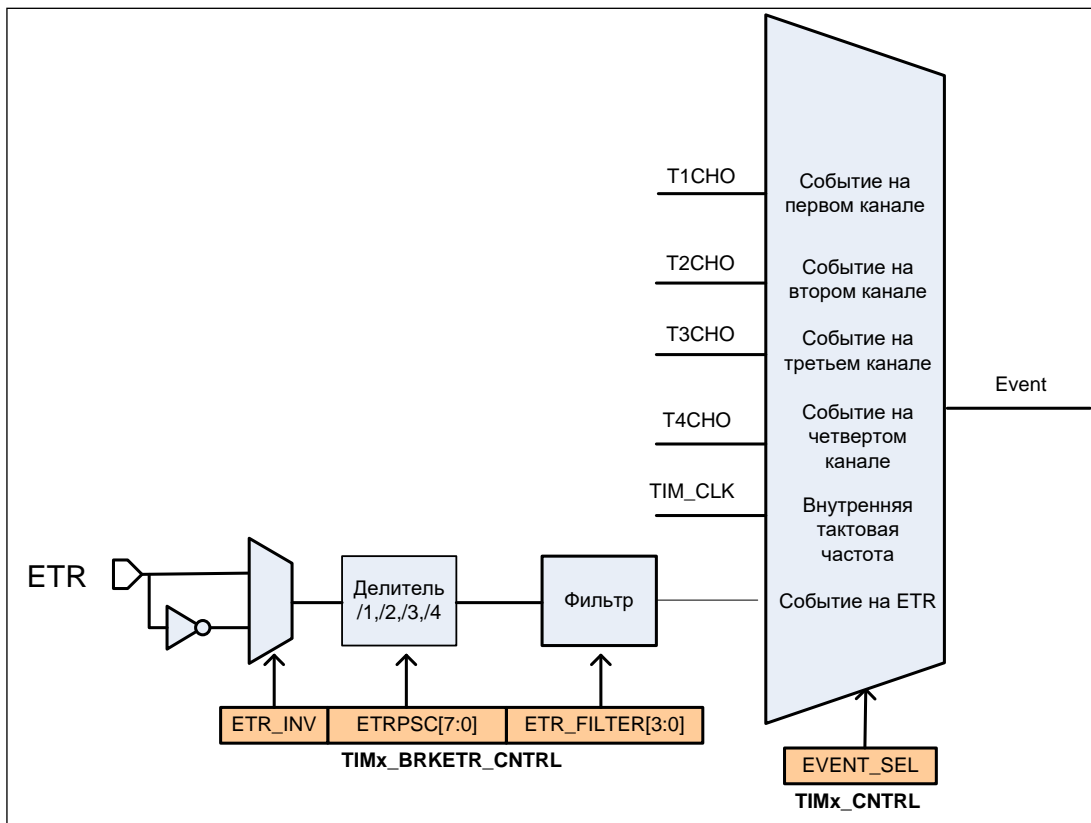 T1CHO
Событие на
первом канале
T2CHO
Событие на
втором канале
T3CHO
Событие на
третьем канале
Event
T4CHO
Событие на
четвертом
канале
TIM_CLK
Внутренняя
тактовая
частота
ETR
Делитель
/1,/2,/3,/4
Фильтр
Событие на ETR
ETR_INV
ETRPSC[7:0]
ETR_FILTER[3:0]
TIMx_BRKETR_CNTRL
EVENT_SEL
TIMx_CNTRL